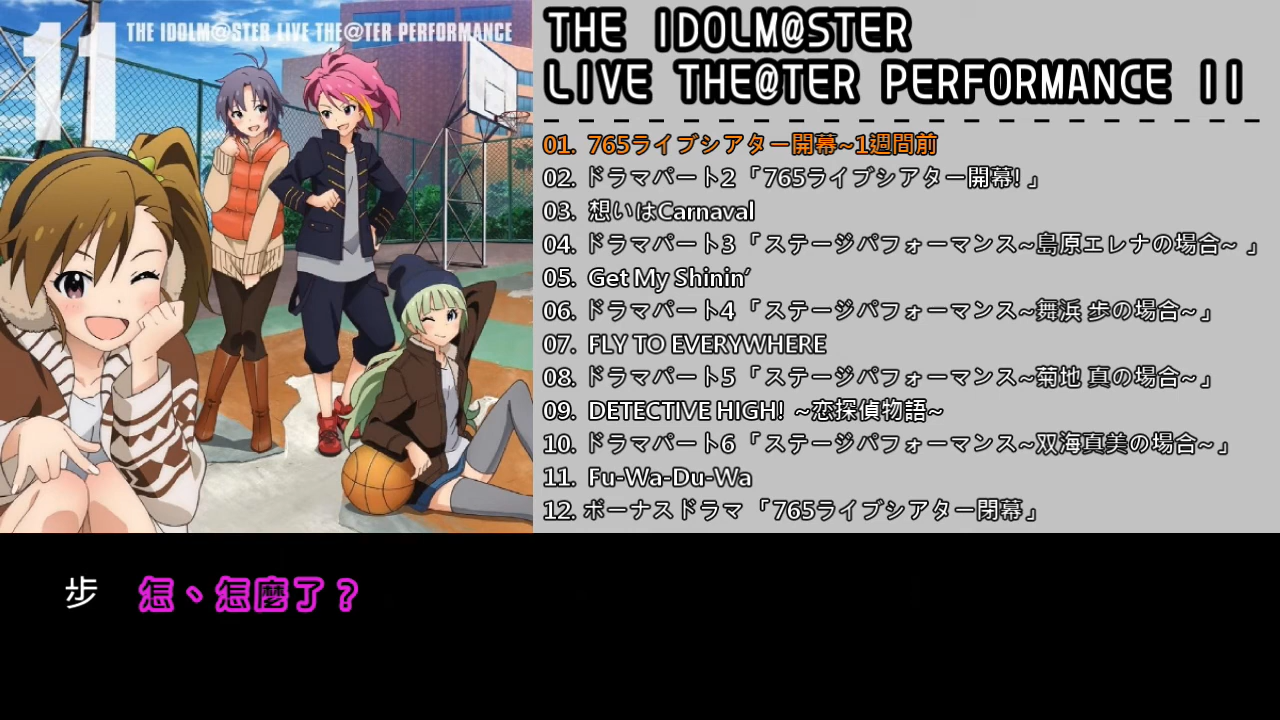 11 THE IDOLM@STER LIVE THE@TER PERFORMANCE
THE IDOLM@STER
LIVE THE@TER PERFORMANCE 11
01. 765ライブシアター開幕~1週間前
02. ドラマパート2「765ライブシアター開幕!」
03. 想いはCarnaval
04. ドラマパート3「ステージパフォーマンス~島原エレナの場合~ 」
05. Get My Shinin'
06. ドラマパート4「ステージパフォーマンス~舞浜 歩の場合~」
07. FLY TO EVERYWHERE
08. ドラマパート5「ステージパフォーマンス~菊地 真の場合~」
09. DETECTIVE HIGH! ~恋探偵物語~
10. ドラマパート6「ステージパフォーマンス~双海真美の場合~」
11. Fu-Wa-Du-Wa
12. ボーナスドラマ「765ライブシアター閉幕」
步 怎、怎麼了？